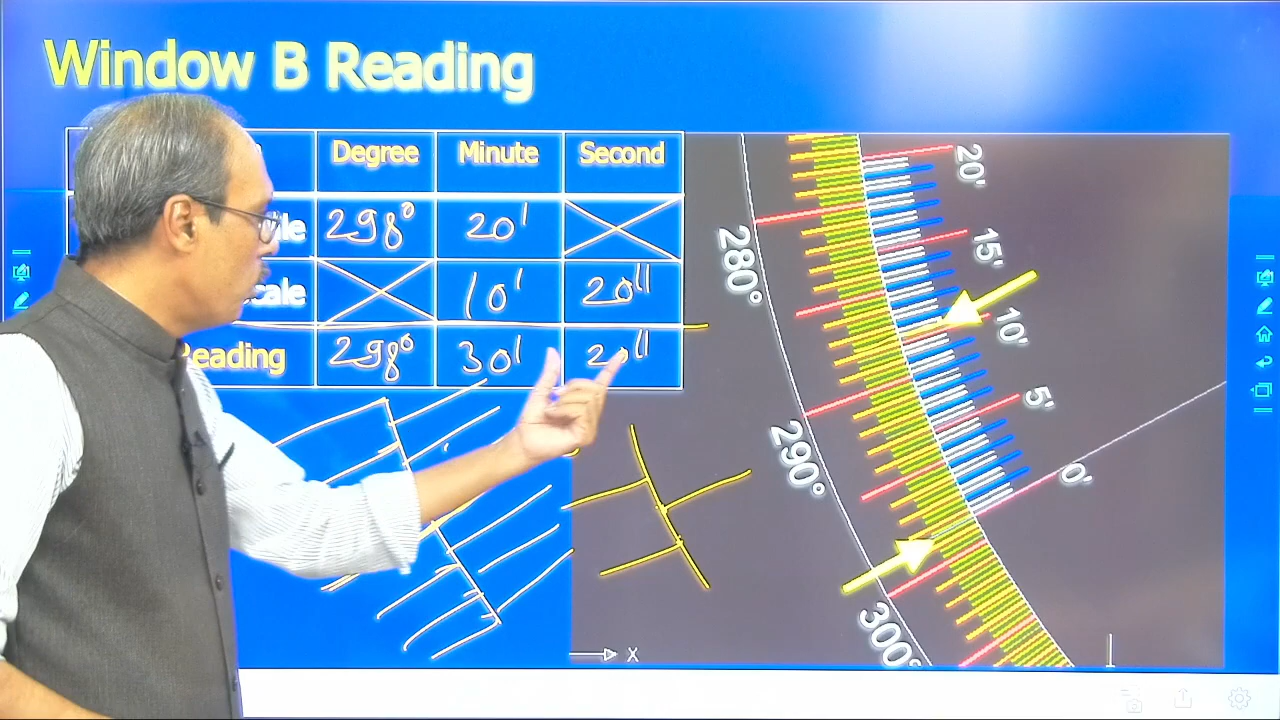 Window B Reading
Degree Minute Second
298° 20'
10' 20"
Reading 298° 30' 20"
20'
15'
10'
5'
0'
280°
290°
300°
X